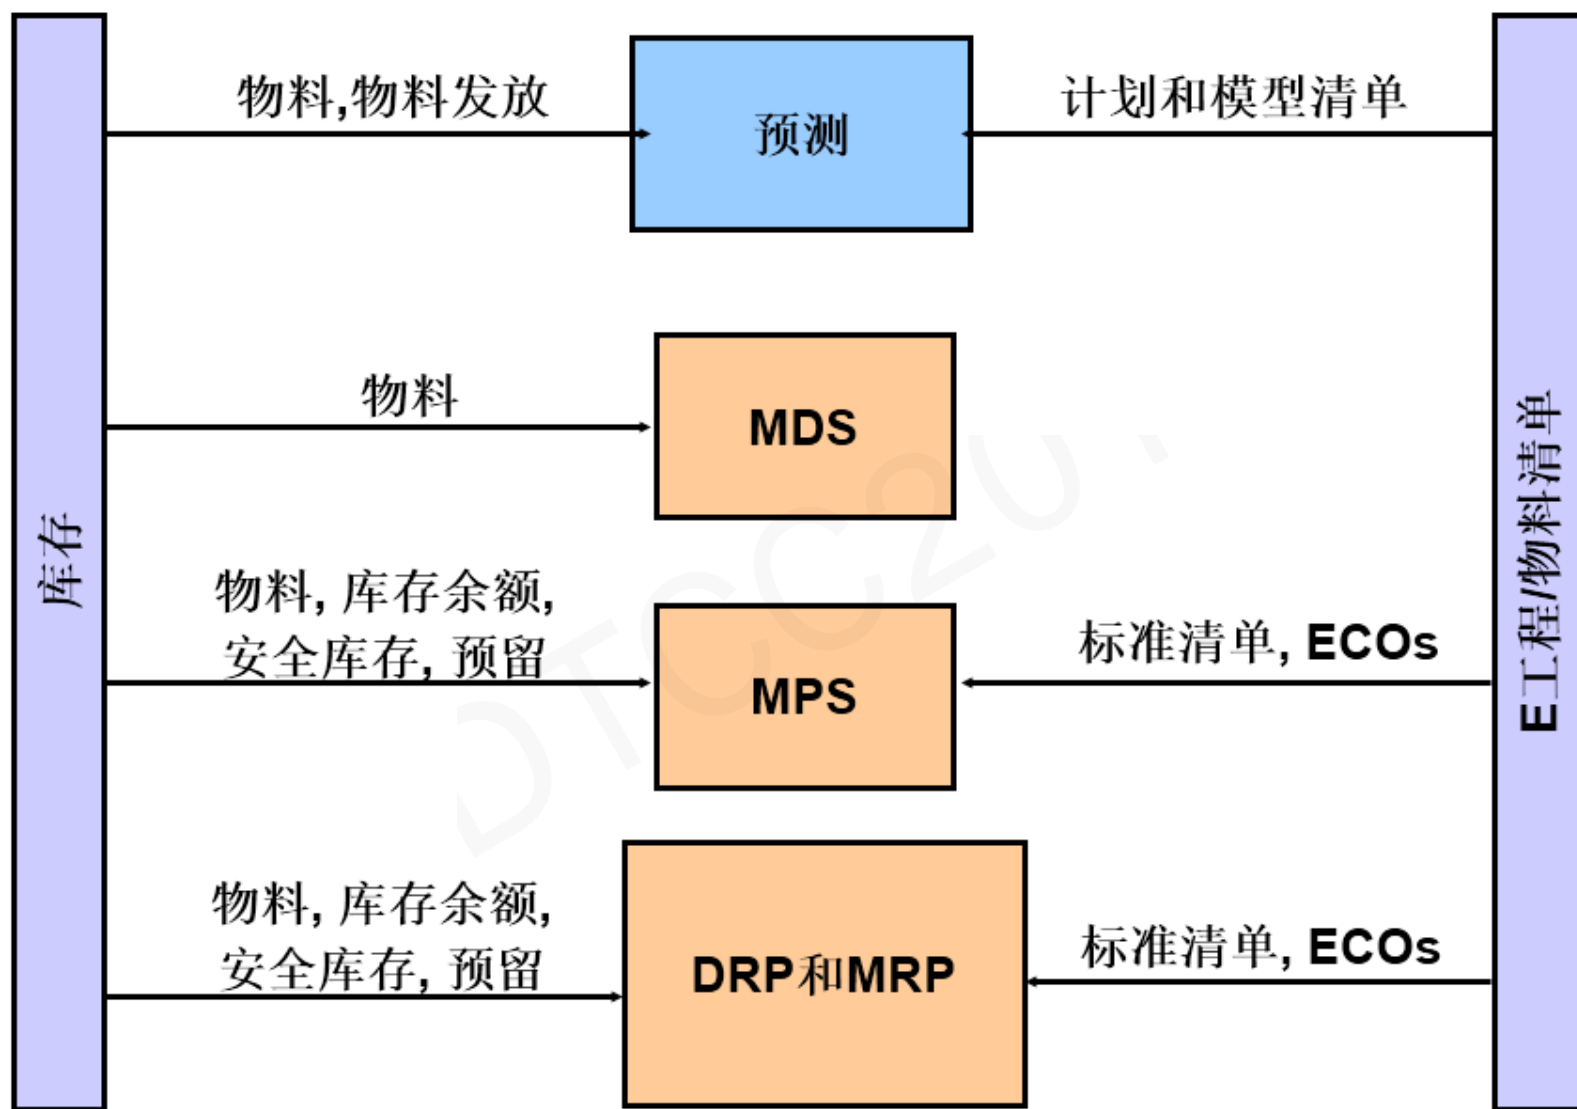 物料,物料发放
预测
计划和模型清单
物料
MDS
库存
E工程/物料清单
物料, 库存余额,
安全库存, 预留
MPS
标准清单, ECOs
物料, 库存余额,
安全库存, 预留
DRP和MRP
标准清单, ECOs